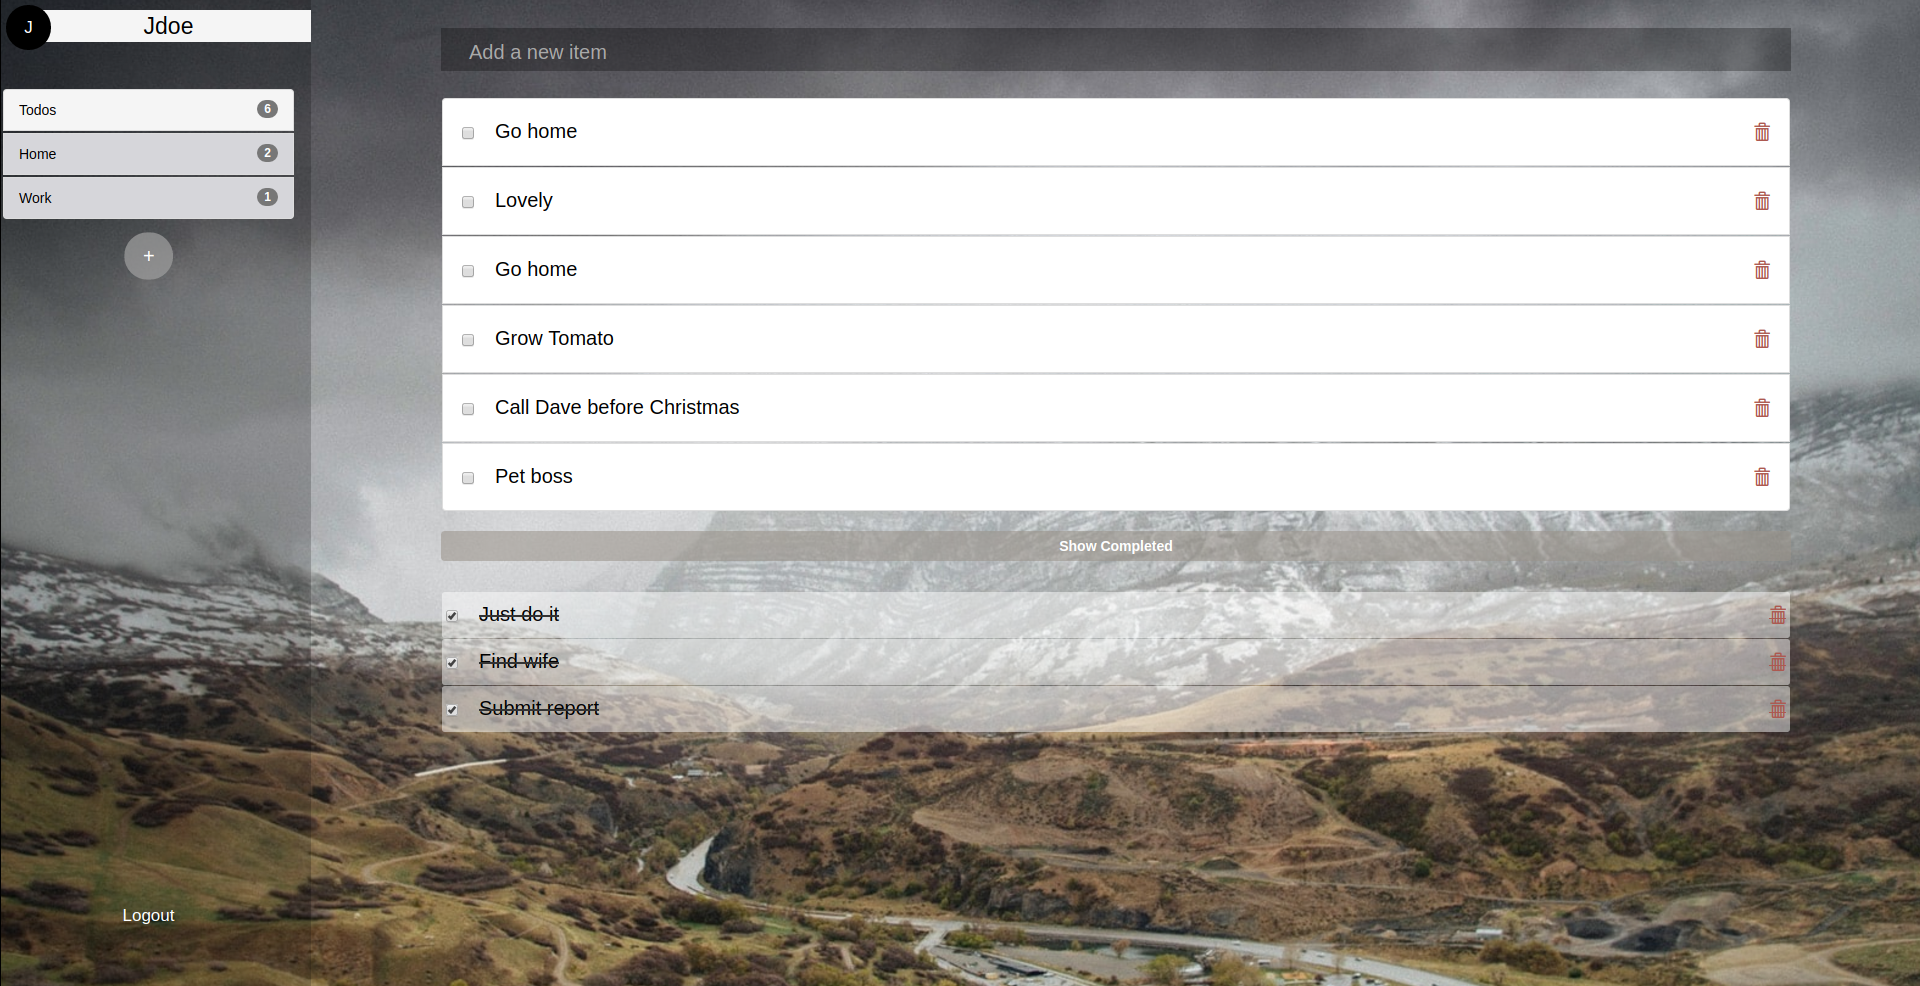 J
Jdoe
Todos 6
Home 2
Work 1
+
Logout
Add a new item
Go home
Lovely
Go home
Grow Tomato
Call Dave before Christmas
Pet boss
Show Completed
Just do it
Find wife
Submit report